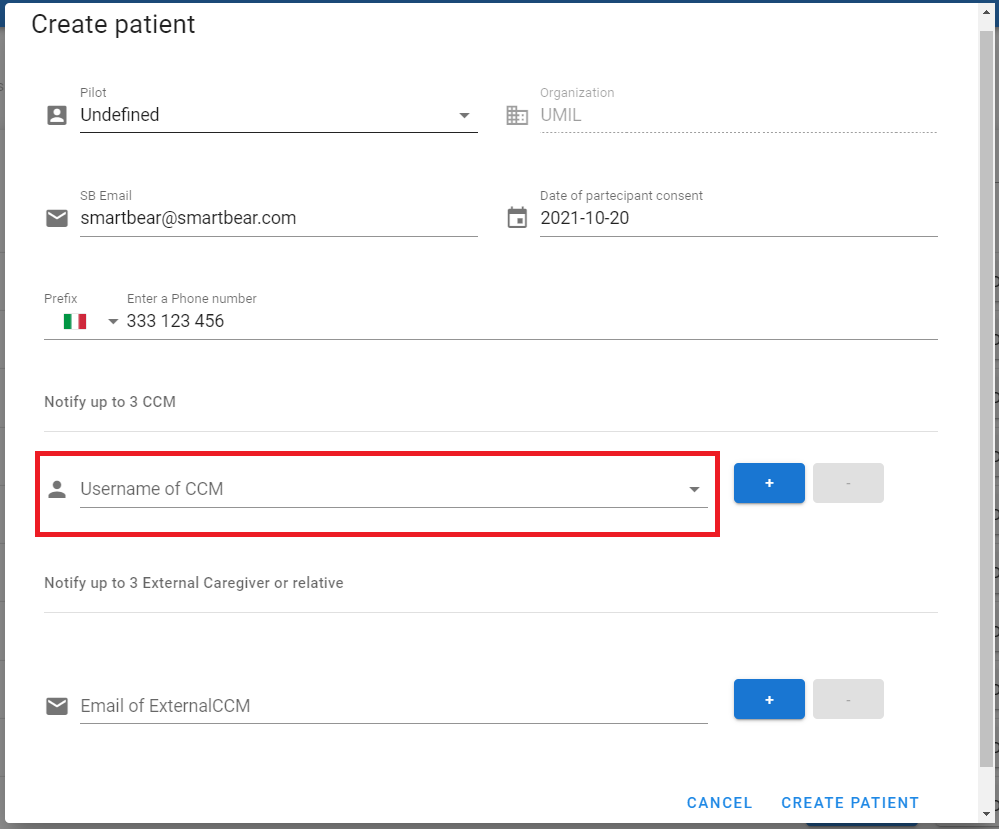 Create patient
Pilot
Undefined
Organization
UMIL
SB Email
smartbear@smartbear.com
Date of partecipant consent
2021-10-20
Prefix
Enter a Phone number
333 123 456
Notify up to 3 CCM
Username of CCM
+
-
Notify up to 3 External Caregiver or relative
Email of ExternalCCM
+
-
CANCEL
CREATE PATIENT